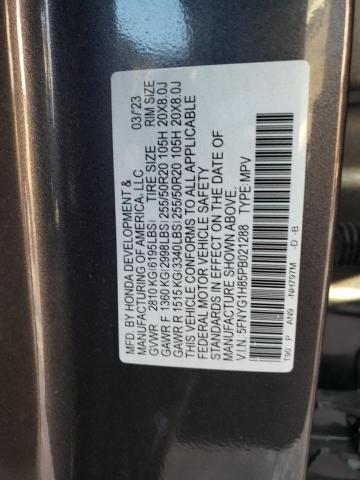 MFD. BY HONDA DEVELOPMENT &
MANUFACTURING OF AMERICA, LLC 03/23
GVWR 2810 KG(6195LBS) TIRE SIZE RIM SIZE
GAWR F 1360 KG(2998LBS) 255/50R20 105H 20X8.0J
GAWR R 1515 KG(3340LBS) 255/50R20 105H 20X8.0J
THIS VEHICLE CONFORMS TO ALL APPLICABLE
FEDERAL MOTOR VEHICLE SAFETY
STANDARDS IN EFFECT ON THE DATE OF
MANUFACTURE SHOWN ABOVE.
V.I.N. 5FNYG1H85PB021288 TYPE:MPV
T90 P AN9 -NH797M -D -B